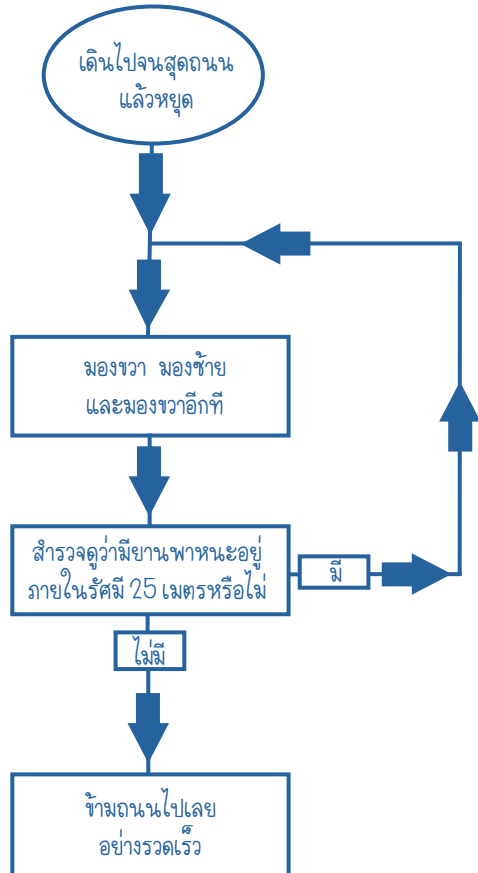 เดินไปจนสุดถนน
แล้วหยุด
มองขวา มองซ้าย
และมองขวาอีกที
สำรวจดูว่ามียานพาหนะอยู่
ภายในรัศมี 25 เมตรหรือไม่
มี
ไม่มี
ข้ามถนนไปเลย
อย่างรวดเร็ว